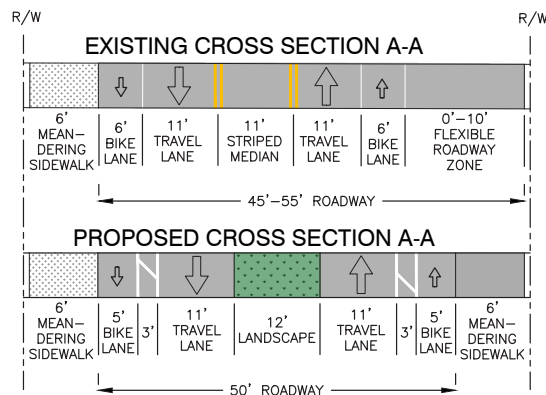 R/W
R/W
EXISTING CROSS SECTION A-A
6'
MEAN-
DERING
SIDEWALK
6'
BIKE
LANE
11'
TRAVEL
LANE
11'
STRIPED
MEDIAN
11'
TRAVEL
LANE
6'
BIKE
LANE
0'-10'
FLEXIBLE
ROADWAY
ZONE
45'-55' ROADWAY
PROPOSED CROSS SECTION A-A
6'
MEAN-
DERING
SIDEWALK
5'
BIKE
LANE
3'
11'
TRAVEL
LANE
12'
LANDSCAPE
11'
TRAVEL
LANE
3'
5'
BIKE
LANE
6'
MEAN-
DERING
SIDEWALK
50' ROADWAY